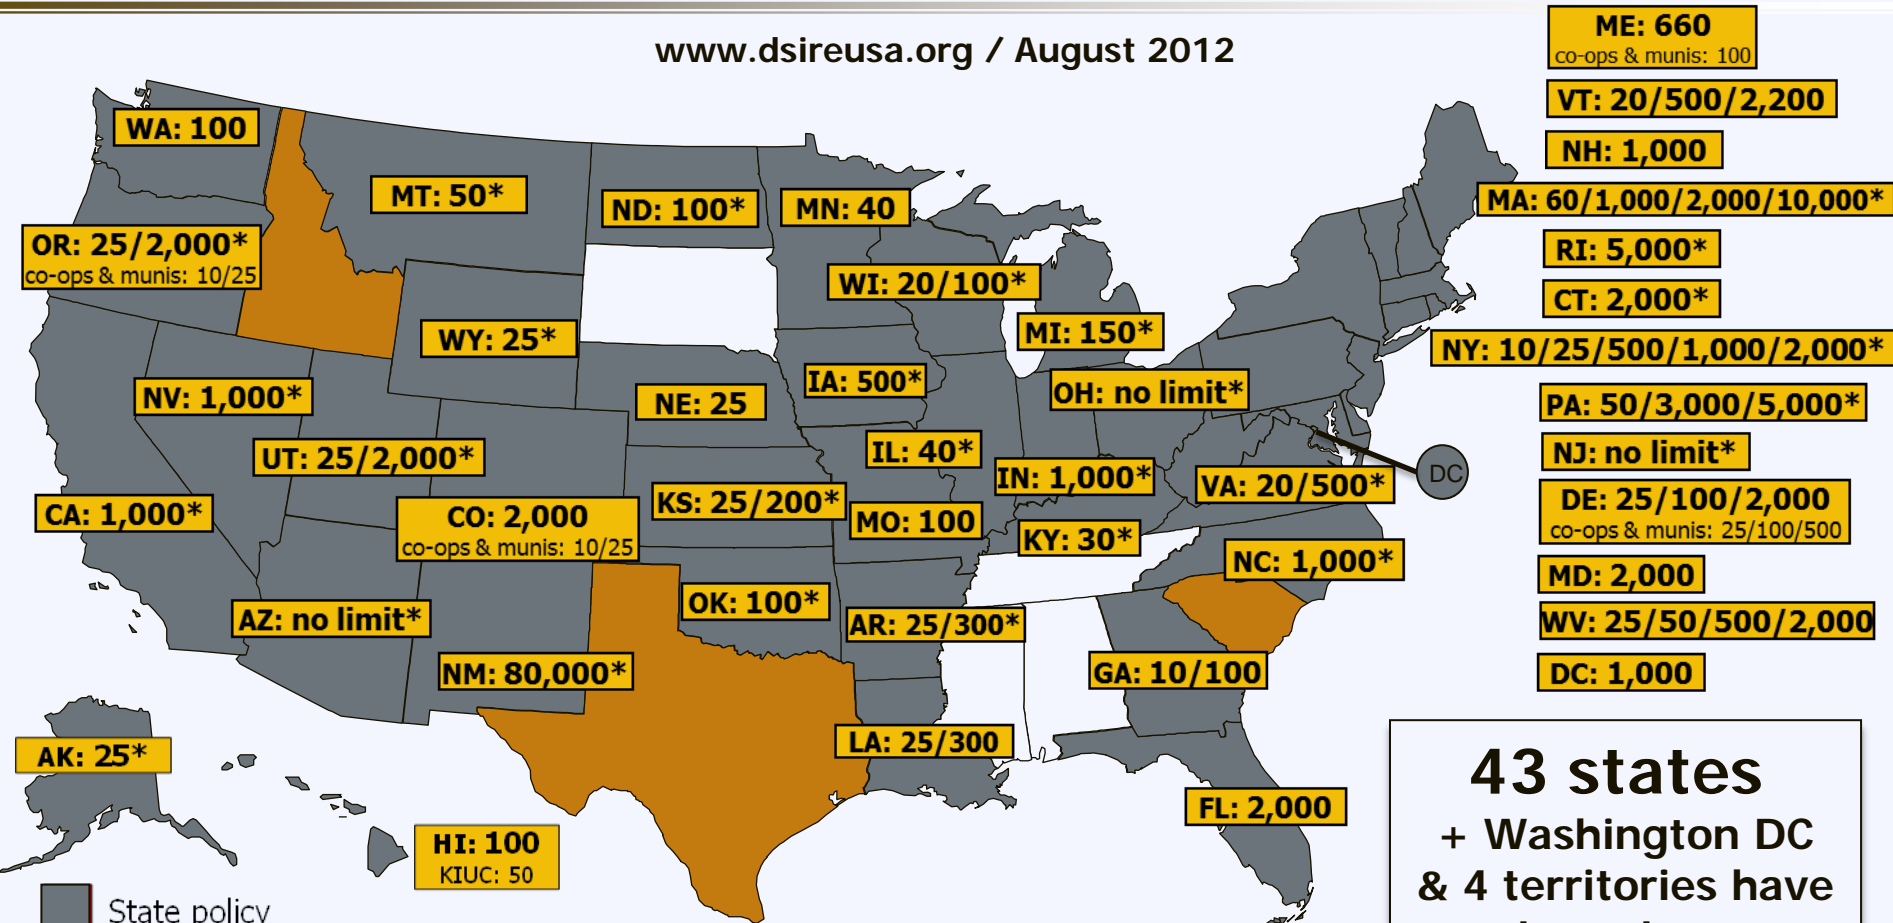 www.dsireusa.org / August 2012
ME: 660
co-ops & munis: 100
VT: 20/500/2,200
NH: 1,000
MA: 60/1,000/2,000/10,000*
RI: 5,000*
CT: 2,000*
NY: 10/25/500/1,000/2,000*
PA: 50/3,000/5,000*
NJ: no limit*
DE: 25/100/2,000
co-ops & munis: 25/100/500
MD: 2,000
WV: 25/50/500/2,000
DC: 1,000
WA: 100
MT: 50*
ND: 100*
MN: 40
OR: 25/2,000*
co-ops & munis: 10/25
WI: 20/100*
WY: 25*
MI: 150*
NV: 1,000*
NE: 25
IA: 500*
OH: no limit*
UT: 25/2,000*
IL: 40*
IN: 1,000*
VA: 20/500*
DC
CA: 1,000*
CO: 2,000
co-ops & munis: 10/25
KS: 25/200*
MO: 100
KY: 30*
NC: 1,000*
AZ: no limit*
OK: 100*
AR: 25/300*
NM: 80,000*
GA: 10/100
LA: 25/300
AK: 25*
FL: 2,000
HI: 100
KIUC: 50
State policy
43 states
+ Washington DC
& 4 territories have